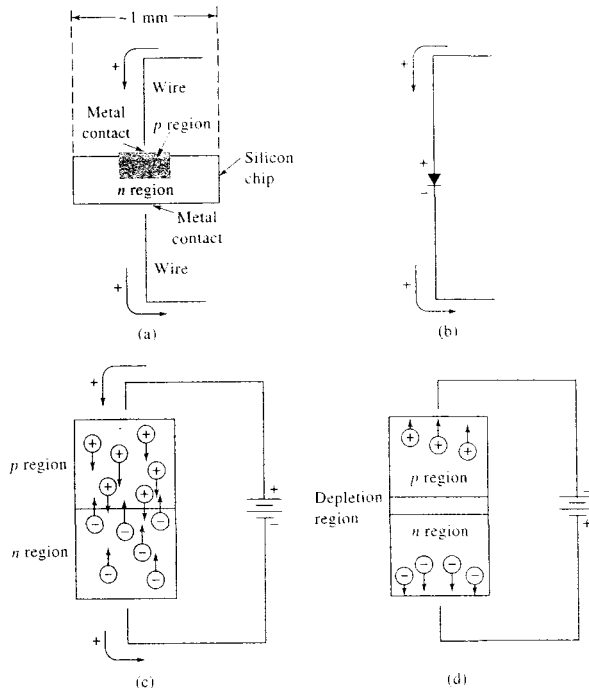 ~1 mm
+
Wire
Metal
contact
p region
Silicon
chip
n region
Metal
contact
Wire
+
(a)
+
+
−
+
(b)
+
p region
n region
+ + + + + +
− − − − − −
+
−
+
(c)
+ + +
p region
Depletion
region
n region
− − − −
−
+
(d)